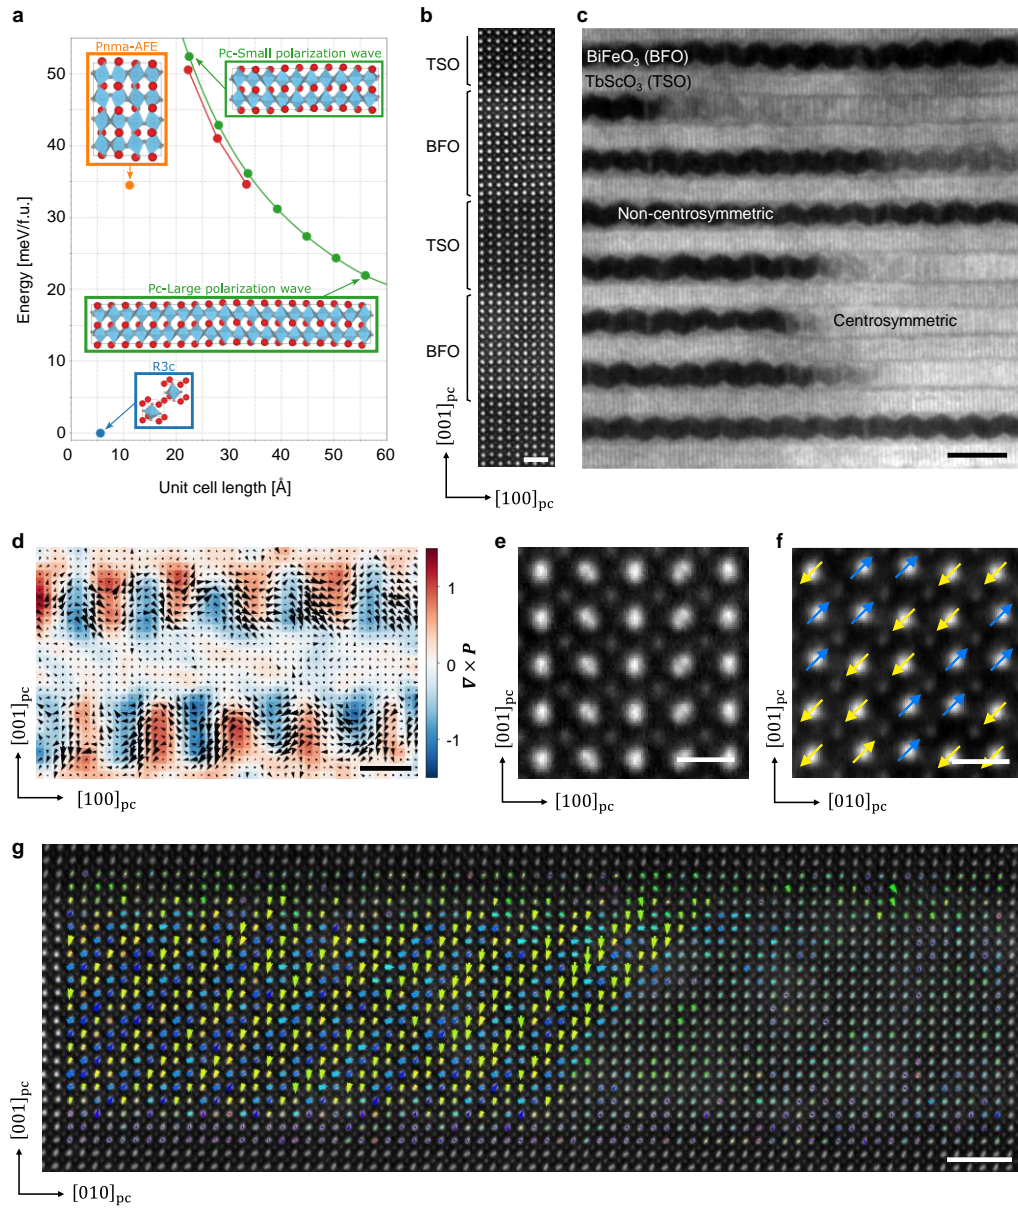 a
Pnma-AFE
Pc-Small polarization wave
50
40
30
20
10
0
Pc-Large polarization wave
R3c
Energy [meV/f.u.]
0 10 20 30 40 50 60
Unit cell length [Å]
b
TSO
BFO
TSO
BFO
[001]pc
[100]pc
c
BiFeO3 (BFO)
TbScO3 (TSO)
Non-centrosymmetric
Centrosymmetric
d
1
0
-1
∇ × P
[001]pc
[100]pc
e
[001]pc
[100]pc
f
[001]pc
[010]pc
g
[001]pc
[010]pc